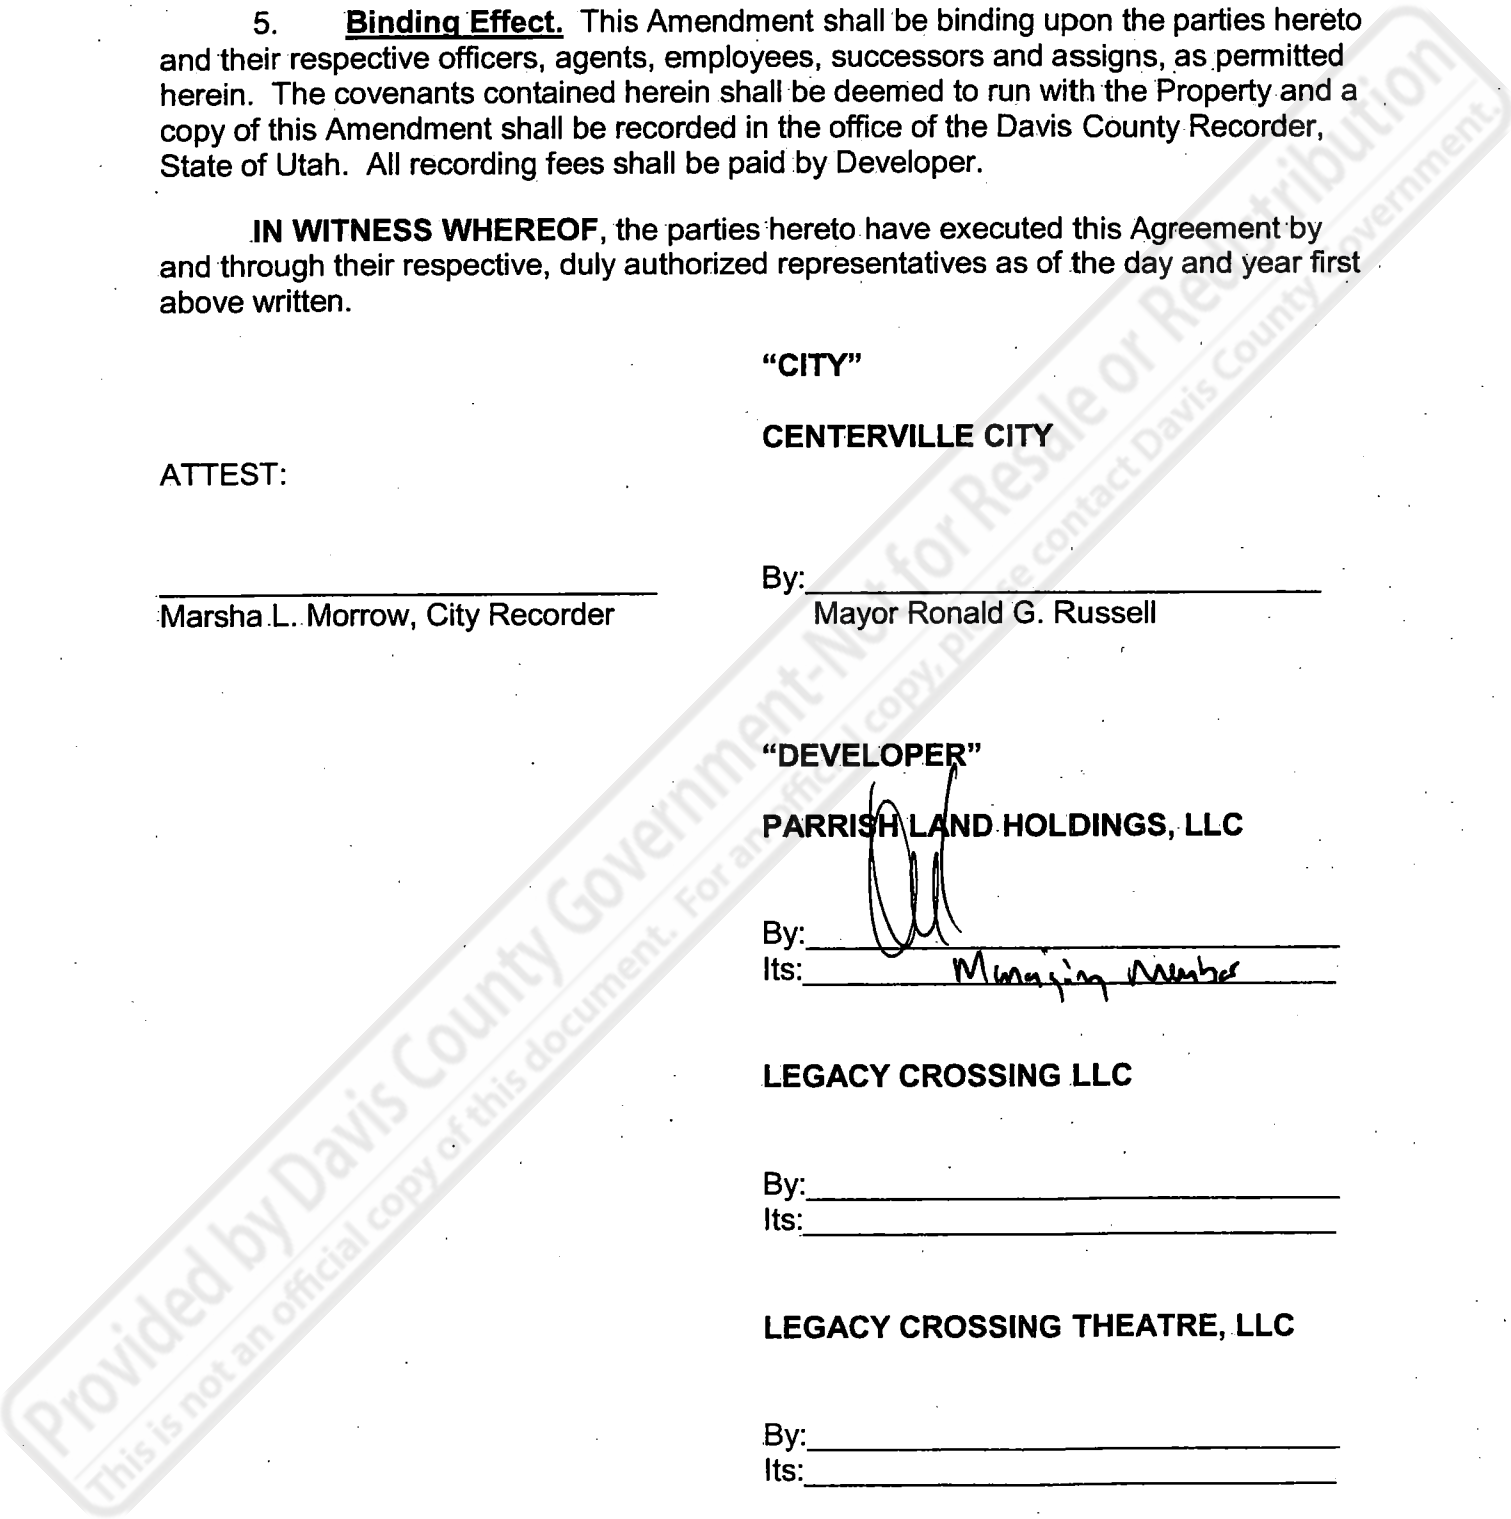 5. Binding Effect. This Amendment shall be binding upon the parties hereto
and their respective officers, agents, employees, successors and assigns, as permitted
herein. The covenants contained herein shall be deemed to run with the Property and a
copy of this Amendment shall be recorded in the office of the Davis County Recorder,
State of Utah. All recording fees shall be paid by Developer.
IN WITNESS WHEREOF, the parties hereto have executed this Agreement by
and through their respective, duly authorized representatives as of the day and year first
above written.
“CITY”
CENTERVILLE CITY
ATTEST:
By:
Marsha L. Morrow, City Recorder
Mayor Ronald G. Russell
“DEVELOPER”
PARRISH LAND HOLDINGS, LLC
By:
Its: Managing Member
LEGACY CROSSING LLC
By:
Its:
LEGACY CROSSING THEATRE, LLC
By:
Its:
Provided by Davis County Government-Not for Resale or Redistribution
This is not an official copy of this document. For an official copy, please contact Davis County Government.